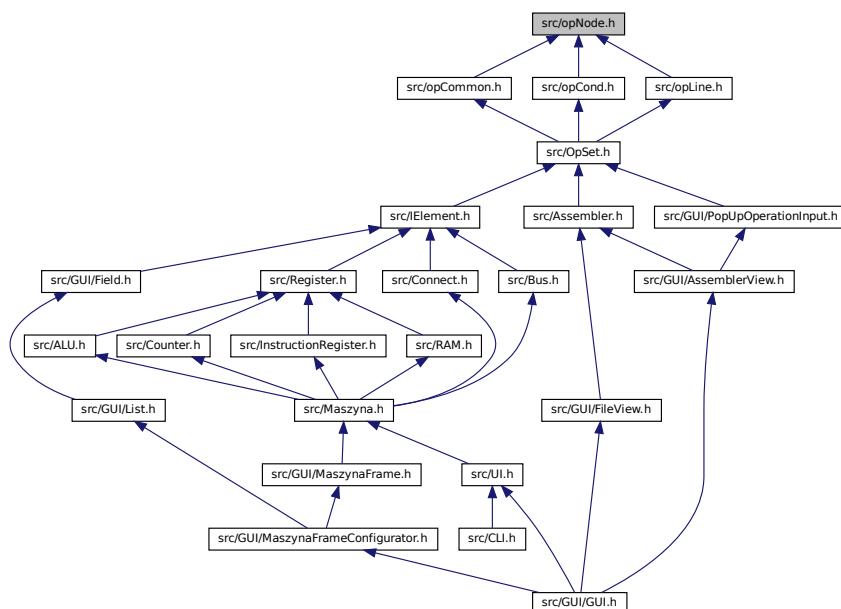 src/opNode.h
src/opCommon.h
src/opCond.h
src/opLine.h
src/OpSet.h
src/IElement.h
src/Assembler.h
src/GUI/PopUpOperationInput.h
src/GUI/Field.h
src/Register.h
src/Connect.h
src/Bus.h
src/GUI/AssemblerView.h
src/ALU.h
src/Counter.h
src/InstructionRegister.h
src/RAM.h
src/GUI/List.h
src/Maszyna.h
src/GUI/FileView.h
src/GUI/MaszynaFrame.h
src/UI.h
src/GUI/MaszynaFrameConfigurator.h
src/CLI.h
src/GUI/GUI.h